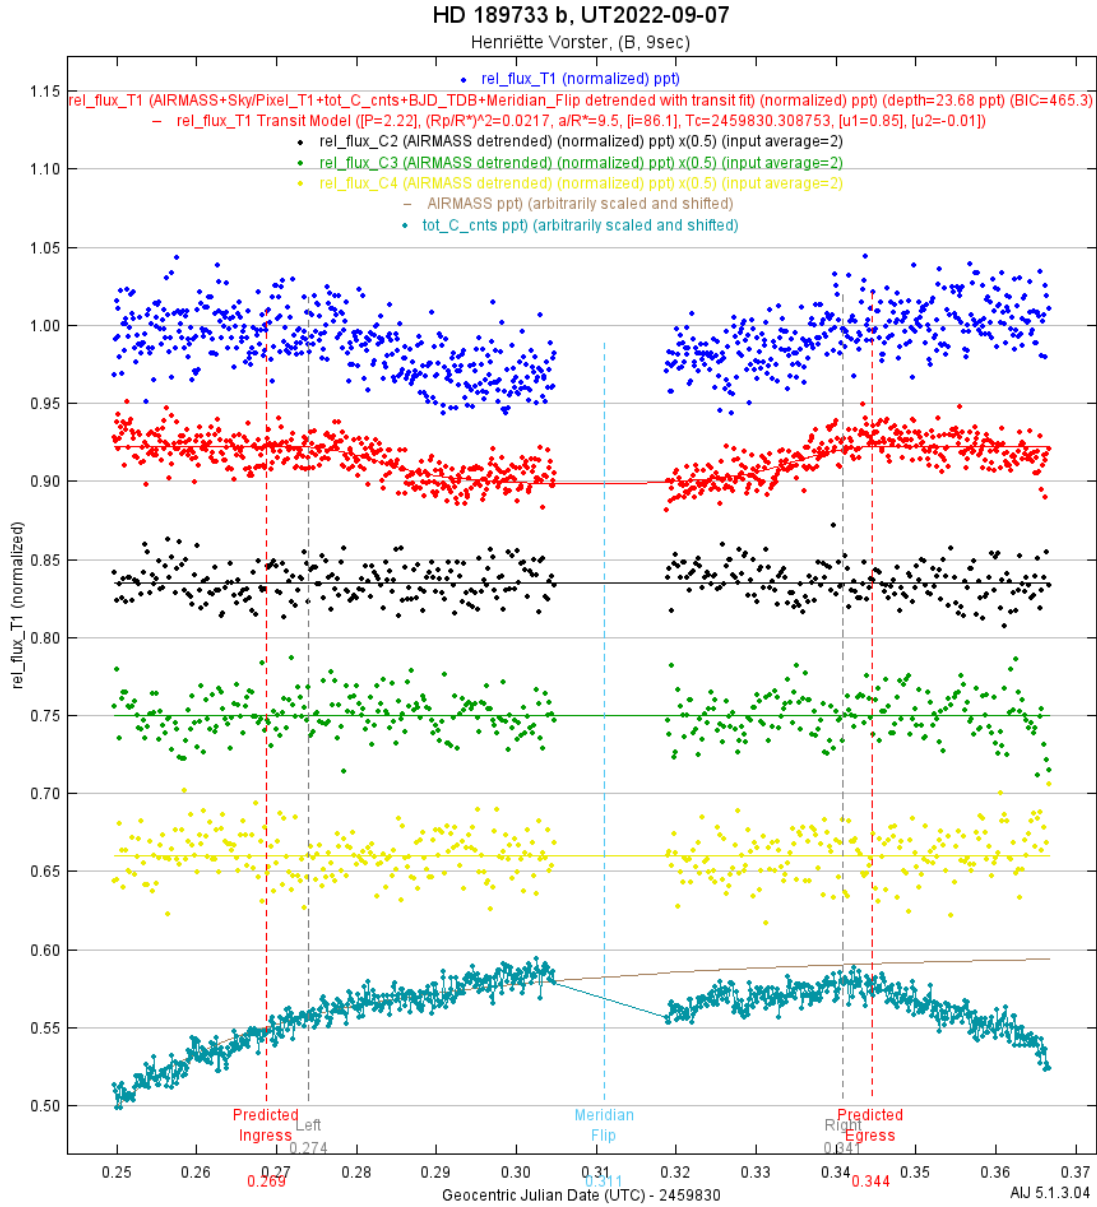 HD 189733 b, UT2022-09-07
Henriëtte Vorster, (B, 9sec)
rel_flux_T1 (normalized) ppt)
rel_flux_T1 (AIRMASS+Sky/Pixel_T1+tot_C_cnts+BJD_TDB+Meridian_Flip detrended with transit fit) (normalized) ppt) (depth=23.68 ppt) (BIC=465.3)
rel_flux_T1 Transit Model ([P=2.22], (Rp/R*)^2=0.0217, a/R*=9.5, [i=86.1], Tc=2459830.308753, [u1=0.85], [u2=-0.01])
rel_flux_C2 (AIRMASS detrended) (normalized) ppt) x(0.5) (input average=2)
rel_flux_C3 (AIRMASS detrended) (normalized) ppt) x(0.5) (input average=2)
rel_flux_C4 (AIRMASS detrended) (normalized) ppt) x(0.5) (input average=2)
AIRMASS ppt) (arbitrarily scaled and shifted)
tot_C_cnts ppt) (arbitrarily scaled and shifted)
1.15
1.10
1.05
1.00
0.95
0.90
0.85
0.80
0.75
0.70
0.65
0.60
0.55
0.50
rel_flux_T1 (normalized)
Predicted
Ingress
Left
0.274
Meridian
Flip
Right
0.341
Predicted
Egress
0.25 0.26 0.27 0.28 0.29 0.30 0.31 0.32 0.33 0.34 0.35 0.36 0.37
0.269 0.311 0.344
Geocentric Julian Date (UTC) - 2459830
AIJ 5.1.3.04